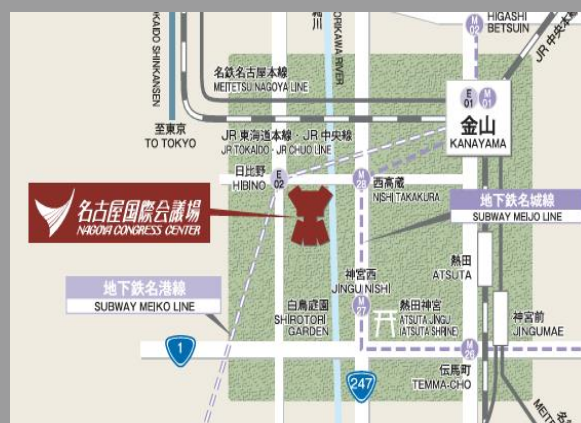 TOKAIDO SHINKANSEN
至東京
TO TOKYO
名鉄名古屋本線
MEITETSU NAGOYA LINE
HORIKAWA RIVER
M
02
HIGASHI
BETSUIN
JR 中央本線
E
01
M
01
金山
KANAYAMA
JR 東海道本線・JR 中央線
JR TOKAIDO・JR CHUO LINE
日比野
HIBINO
E
02
M
28
西高蔵
NISHI TAKAKURA
名古屋国際会議場
NAGOYA CONGRESS CENTER
地下鉄名城線
SUBWAY MEIJO LINE
地下鉄名港線
SUBWAY MEIKO LINE
神宮西
JINGU NISHI
M
27
熱田
ATSUTA
白鳥庭園
SHIROTORI
GARDEN
熱田神宮
ATSUTA JINGU
(ATSUTA SHRINE)
神宮前
JINGUMAE
1
247
M
26
伝馬町
TEMMA-CHO